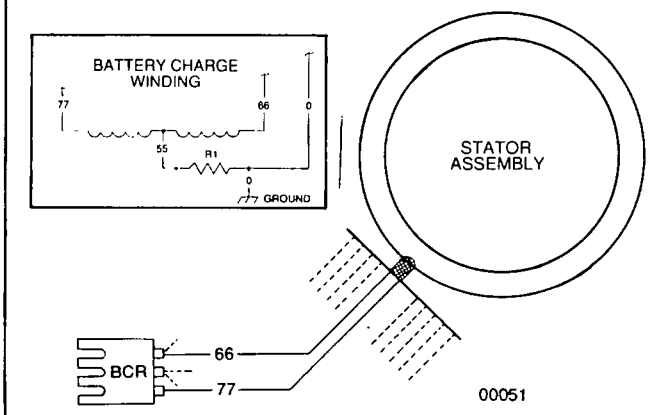 BATTERY CHARGE
WINDING
77
66
0
55
R1
0
GROUND
STATOR
ASSEMBLY
BCR
66
77
00051